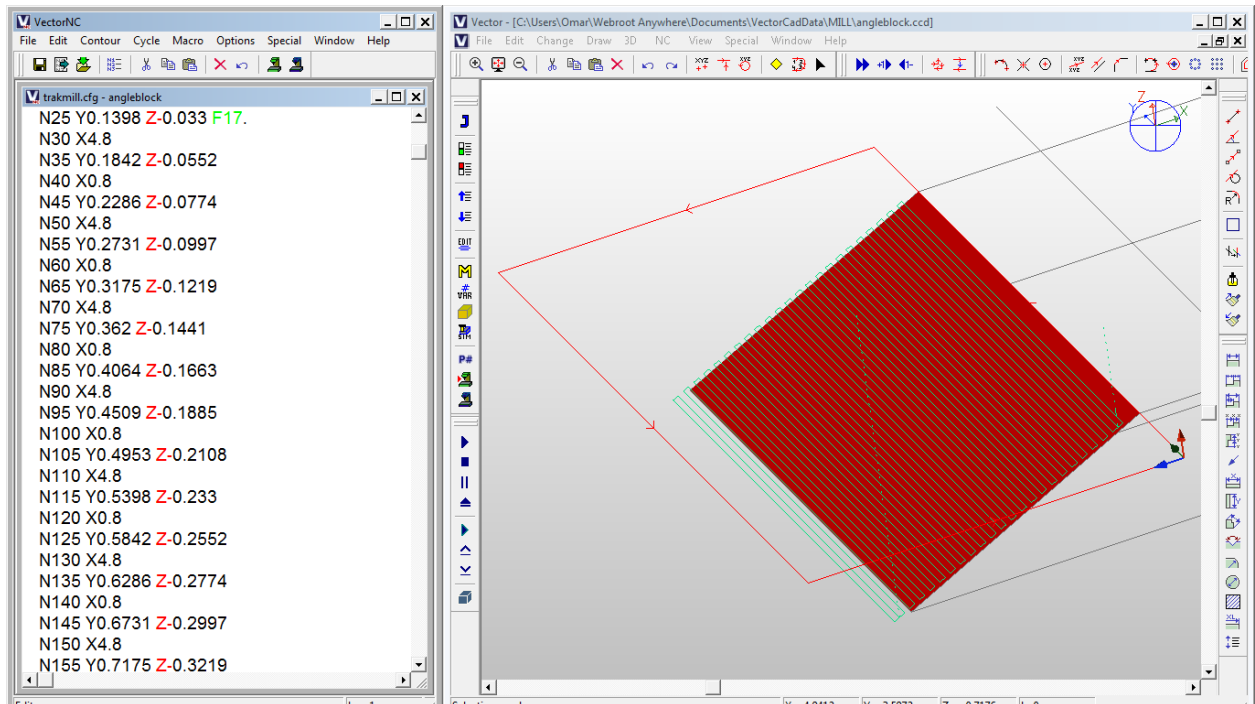 VectorNC
File Edit Contour Cycle Macro Options Special Window Help
trakmill.cfg - angleblock
N25 Y0.1398 Z-0.033 F17.
N30 X4.8
N35 Y0.1842 Z-0.0552
N40 X0.8
N45 Y0.2286 Z-0.0774
N50 X4.8
N55 Y0.2731 Z-0.0997
N60 X0.8
N65 Y0.3175 Z-0.1219
N70 X4.8
N75 Y0.362 Z-0.1441
N80 X0.8
N85 Y0.4064 Z-0.1663
N90 X4.8
N95 Y0.4509 Z-0.1885
N100 X0.8
N105 Y0.4953 Z-0.2108
N110 X4.8
N115 Y0.5398 Z-0.233
N120 X0.8
N125 Y0.5842 Z-0.2552
N130 X4.8
N135 Y0.6286 Z-0.2774
N140 X0.8
N145 Y0.6731 Z-0.2997
N150 X4.8
N155 Y0.7175 Z-0.3219
Vector - [C:\Users\Omar\Webroot Anywhere\Documents\VectorCadData\MILL\angleblock.ccd]
File Edit Change Draw 3D NC View Special Window Help
J
EDIT
M
# VAR
P#
Z
Y
X